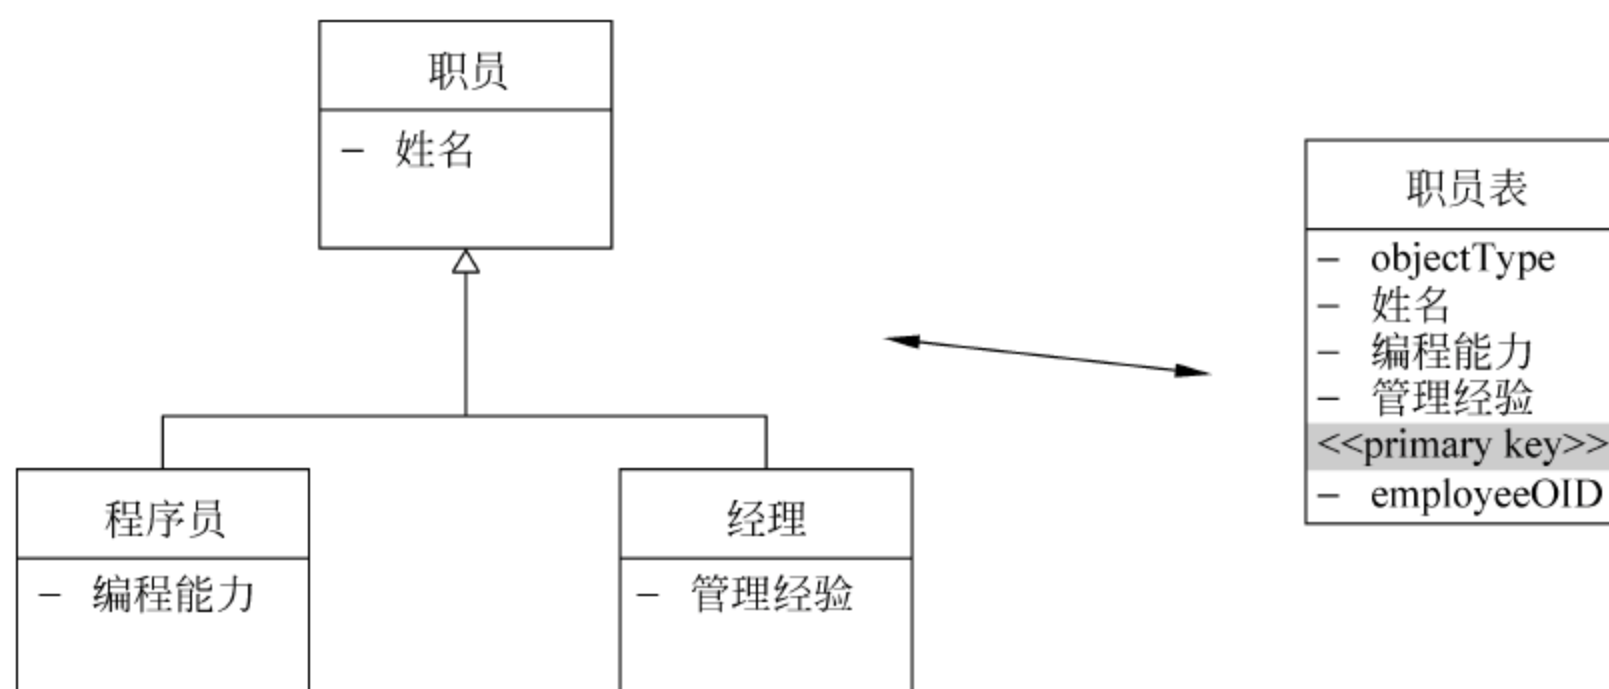 职员
– 姓名
程序员
– 编程能力
经理
– 管理经验
职员表
– objectType
– 姓名
– 编程能力
– 管理经验
<<primary key>>
– employeeOID